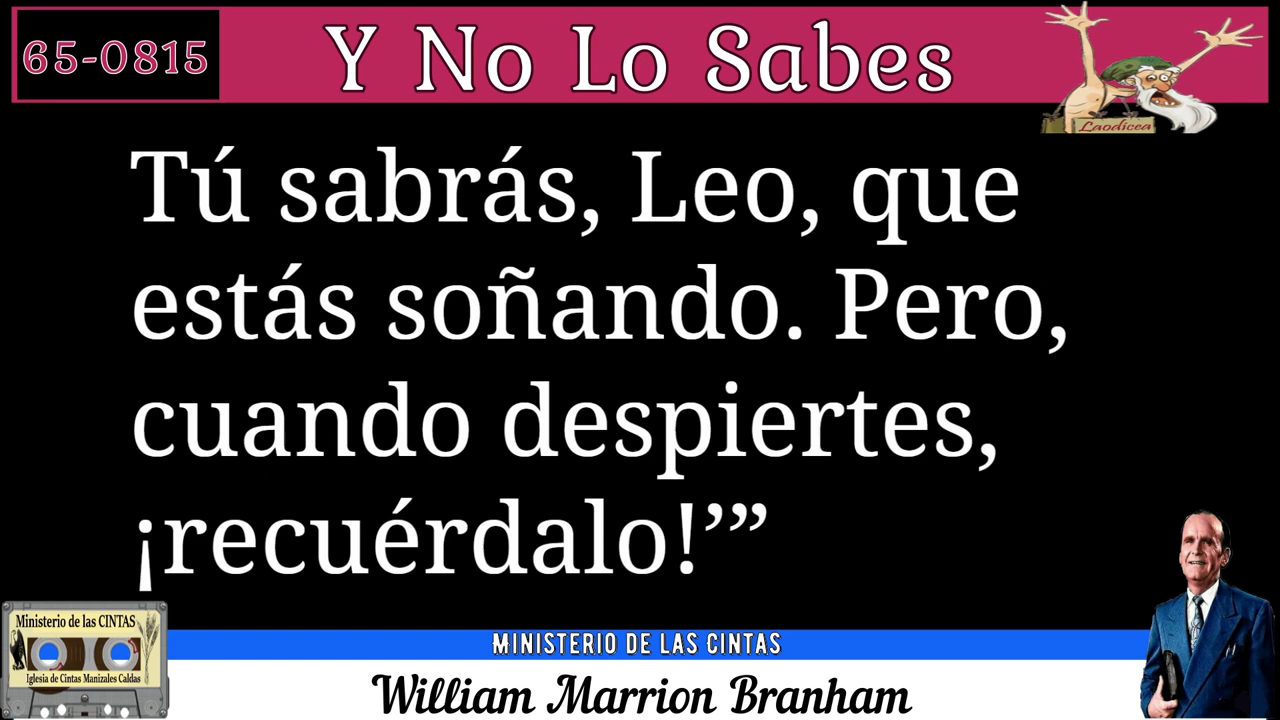 65-0815
Y No Lo Sabes
Laodicea
Tú sabrás, Leo, que
estás soñando. Pero,
cuando despiertes,
¡recuérdalo!’”
Ministerio de las CINTAS
Iglesia de Cintas Manizales Caldas
MINISTERIO DE LAS CINTAS
William Marrion Branham